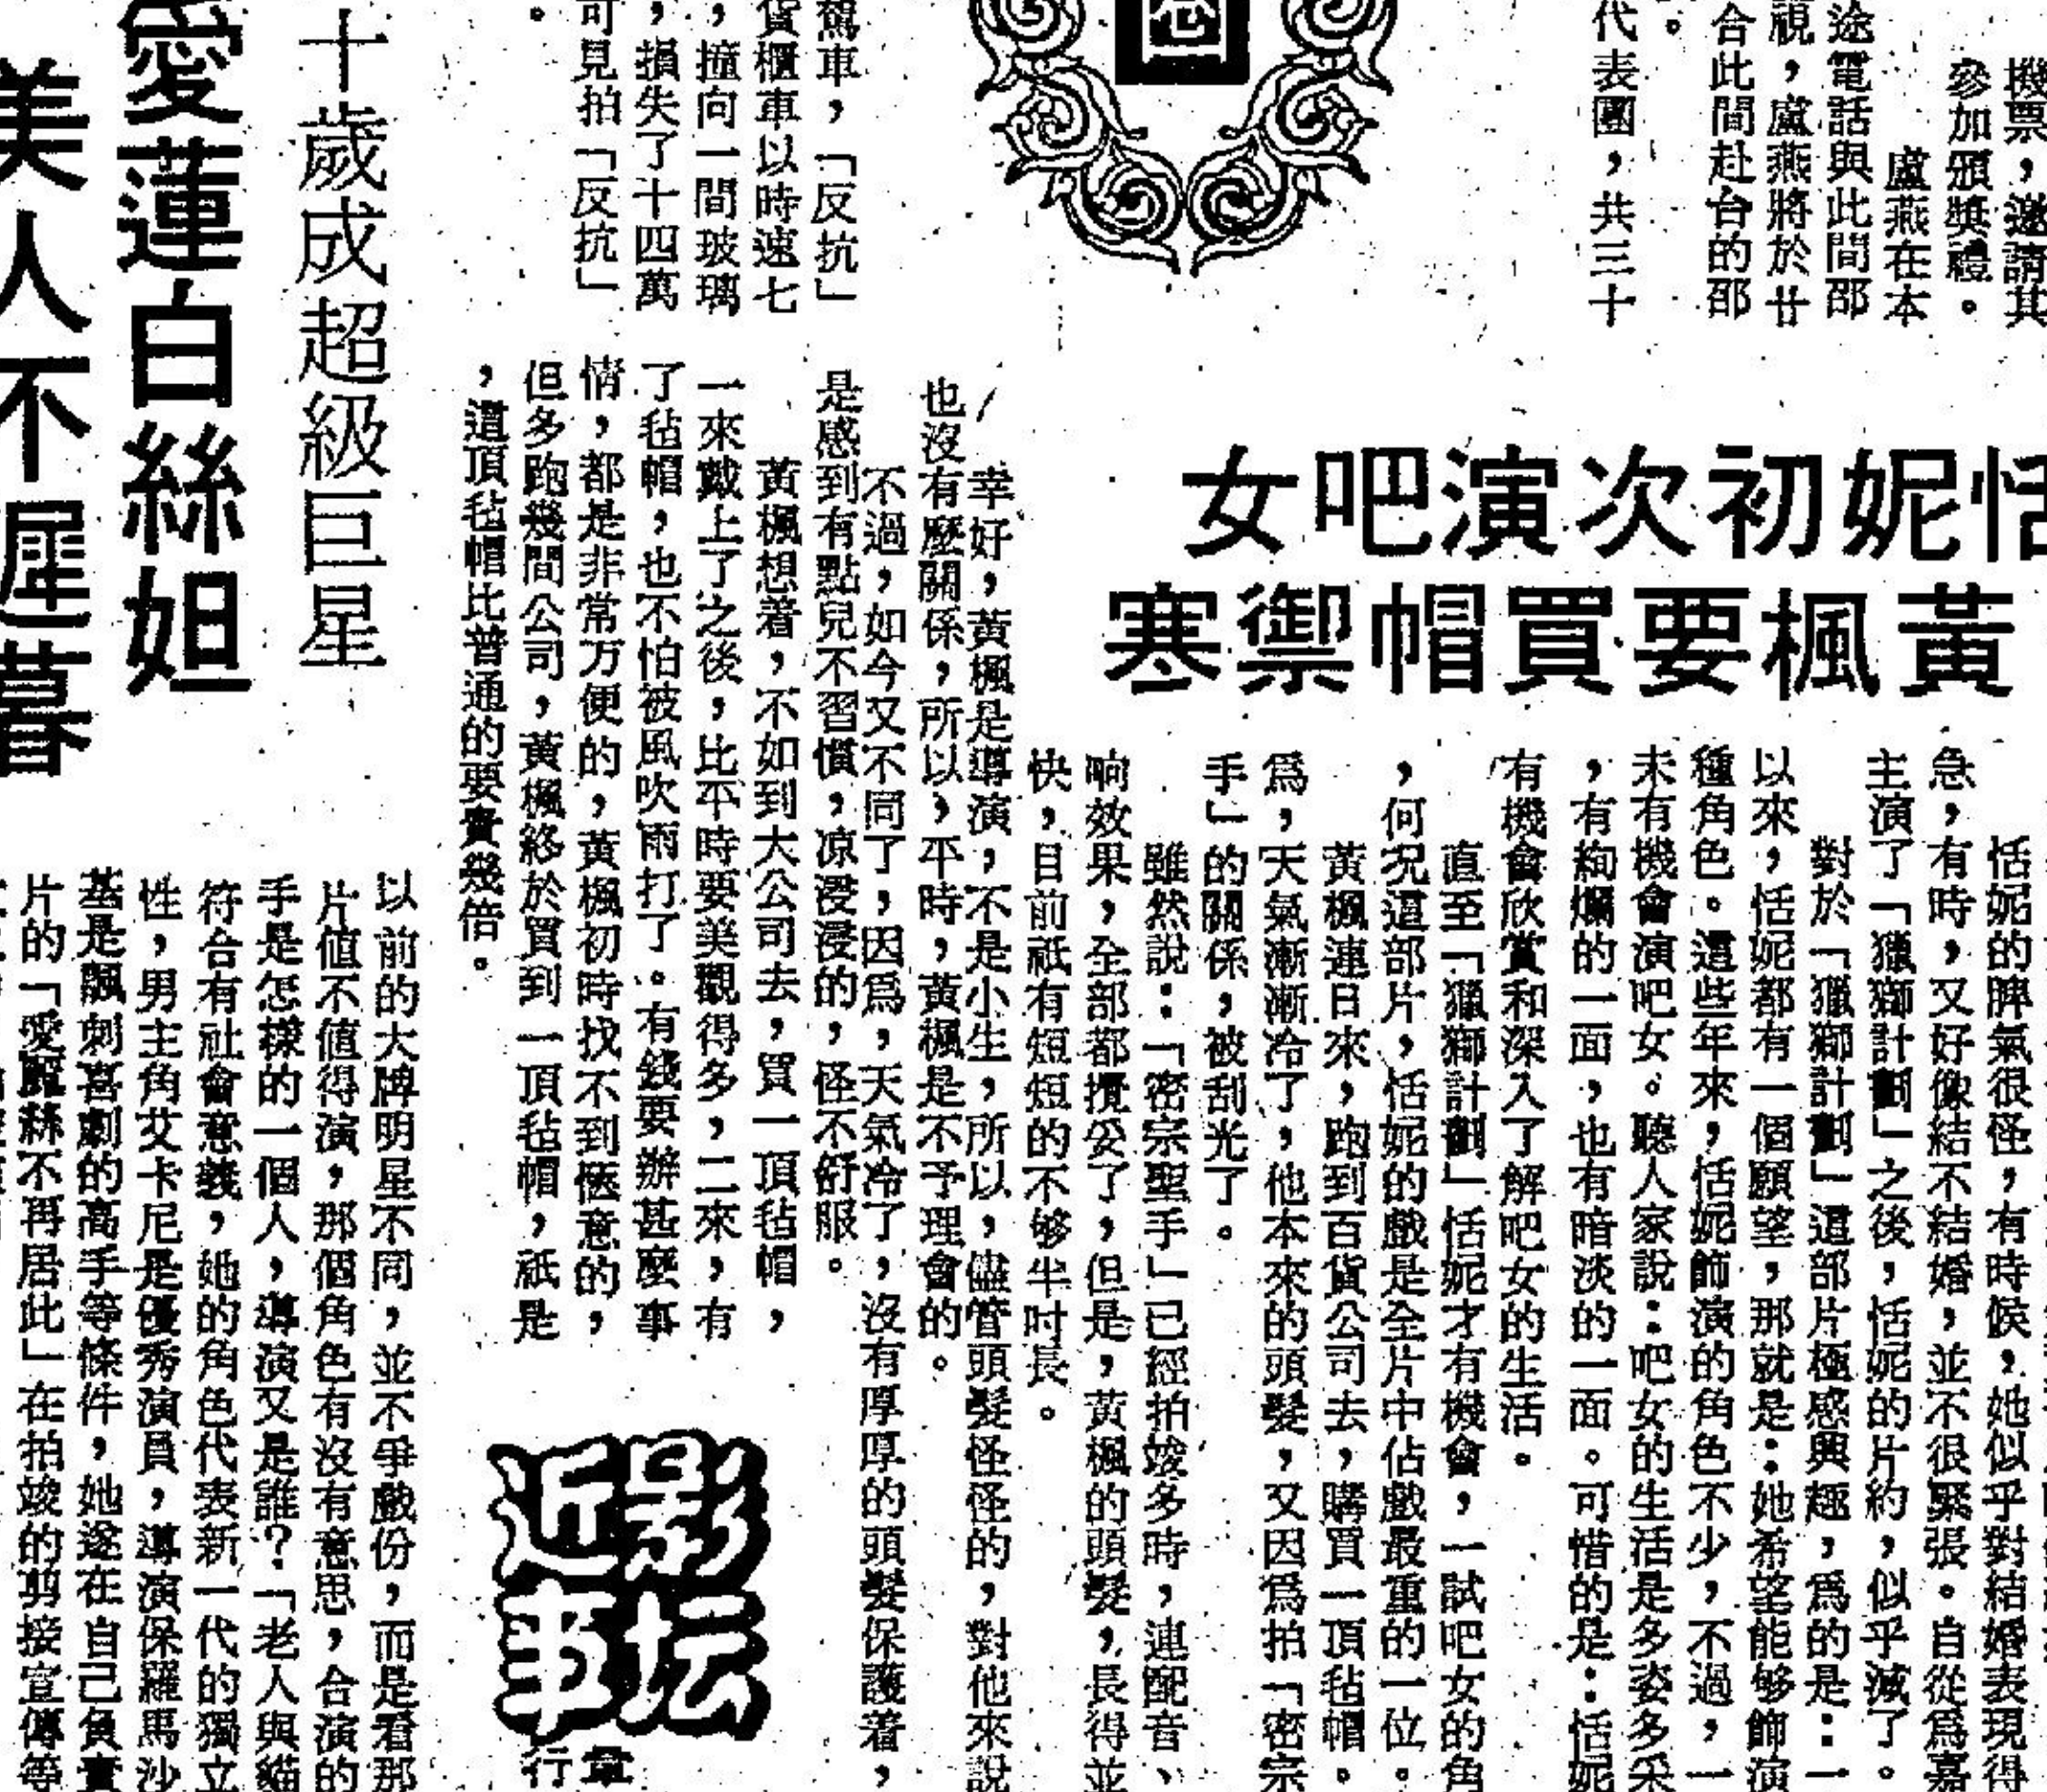 機票，邀請其
參加頒獎禮。
盧燕在本
途電話與此間邵
視，盧燕將於廿
合此間赴台的邵
。
代表團，共三十
圈
駕車，「反抗」
貨櫃車以時速七
，撞向一間玻璃
，損失了十四萬
可見拍「反抗」
。
恬妮初次演吧女
黃楓要買帽禦寒
恬妮的脾氣很怪，有時候，她似乎對結婚表現得
急，有時，又好像結不結婚，並不很緊張。自從爲嘉
主演了「獵獅計劃」之後，恬妮的片約，似乎減了。
對於「獵獅計劃」這部片極感興趣，爲的是：一
以來，恬妮都有一個願望，那就是：她希望能够飾演
種角色。這些年來，恬妮飾演的角色不少，不過，一
未有機會演吧女。聽人家說：吧女的生活是多姿多采
，有絢爛的一面，也有暗淡的一面。可惜的是：恬妮
有機會欣賞和深入了解吧女的生活。
直至「獵獅計劃」恬妮才有機會，一試吧女的角
，何況這部片，恬妮的戲是全片中佔戲最重的一位。
黃楓連日來，跑到百貨公司去，購買一頂毡帽。
爲，天氣漸漸冷了，他本來的頭髮，又因爲拍「密宗
手」的關係，被刮光了。
雖然說：「密宗聖手」已經拍竣多時，連配音、
响效果，全部都攪妥了，但是，黃楓的頭髮，長得並
快，目前祇有短短的不够半吋長。
幸好，黃楓是導演，不是小生，所以，儘管頭髮怪怪的，對他來說
也沒有麼關係，所以，平時，黃楓是不予理會的。
不過，如今又不同了，因爲，天氣冷了，沒有厚厚的頭髮保護着，
是感到有點兒不習慣，凉浸浸的，怪不舒服。
黃楓想着，不如到大公司去，買一頂毡帽，
一來戴上了之後，比平時要美觀得多，二來，有
了毡帽，也不怕被風吹雨打了。有錢要辦甚麼事
情，都是非常方便的，黃楓初時找不到愜意的，
但多跑幾間公司，黃楓終於買到一頂毡帽，祇是
，這頂毡帽比普通的要貴幾倍。
影坛
近事
章行
十歲成超級巨星
愛蓮白絲妲
美人不遲暮
以前的大牌明星不同，並不爭戲份，而是看那
片值不值得演，那個角色有沒有意思，合演的
手是怎樣的一個人，導演又是誰？「老人與貓
符合有社會意義，她的角色代表新一代的獨立
性，男主角艾卡尼是優秀演員，導演保羅馬沙
基是諷刺喜劇的高手等條件，她遂在自己負責
片的「愛麗絲不再居此」在拍竣的剪接宣傳等